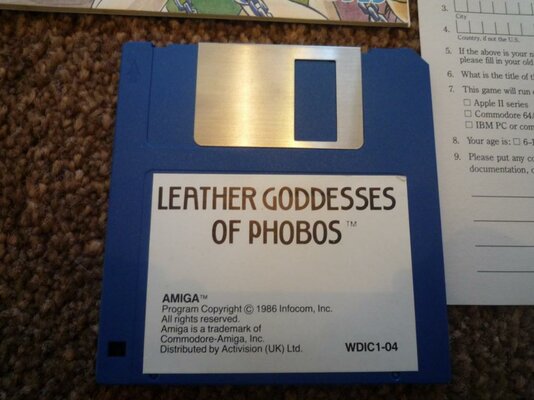 LEATHER GODDESSES
OF PHOBOS™
AMIGA™
Program Copyright © 1986 Infocom, Inc.
All rights reserved.
Amiga is a trademark of
Commodore-Amiga, Inc.
Distributed by Activision (UK) Ltd.
WDIC1-04
3.
City
4.
Country, if not the U.S.
5. If the above is your
please fill in your old
6. What is the title of
7. This game will run
☐ Apple II series
☐ Commodore 64/
☐ IBM PC or com
8. Your age is: ☐ 6-
9. Please put any
documentation,